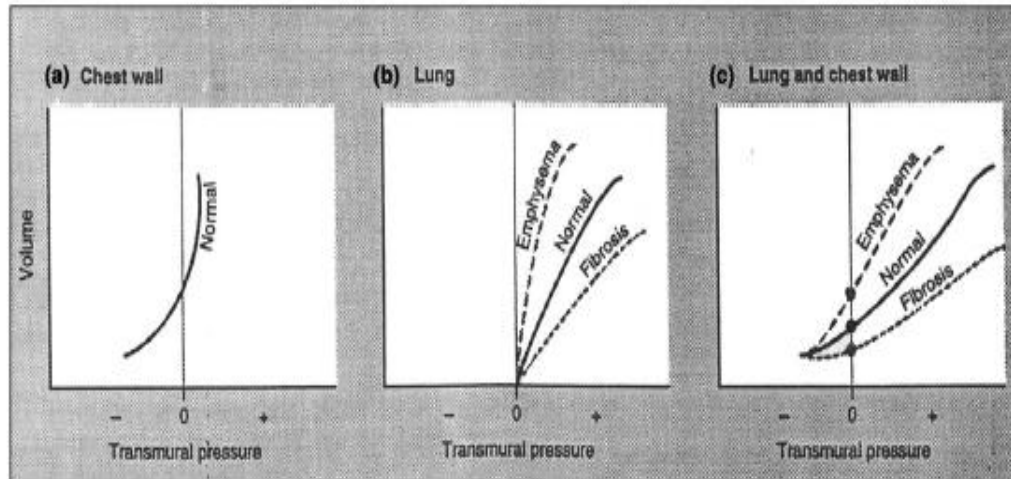 (a) Chest wall
Volume
Normal
− 0 +
Transmural pressure
(b) Lung
Emphysema
Normal
Fibrosis
− 0 +
Transmural pressure
(c) Lung and chest wall
Emphysema
Normal
Fibrosis
− 0 +
Transmural pressure